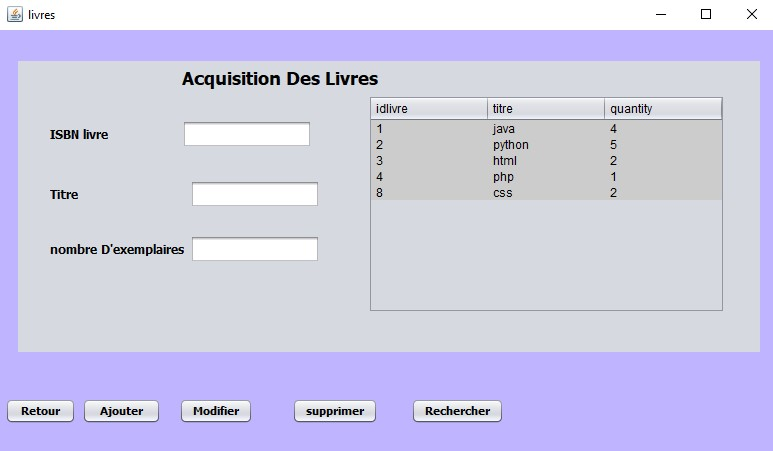 livres
Acquisition Des Livres
ISBN livre
Titre
nombre D'exemplaires
idlivre titre quantity
1 java 4
2 python 5
3 html 2
4 php 1
8 css 2
Retour Ajouter Modifier supprimer Rechercher